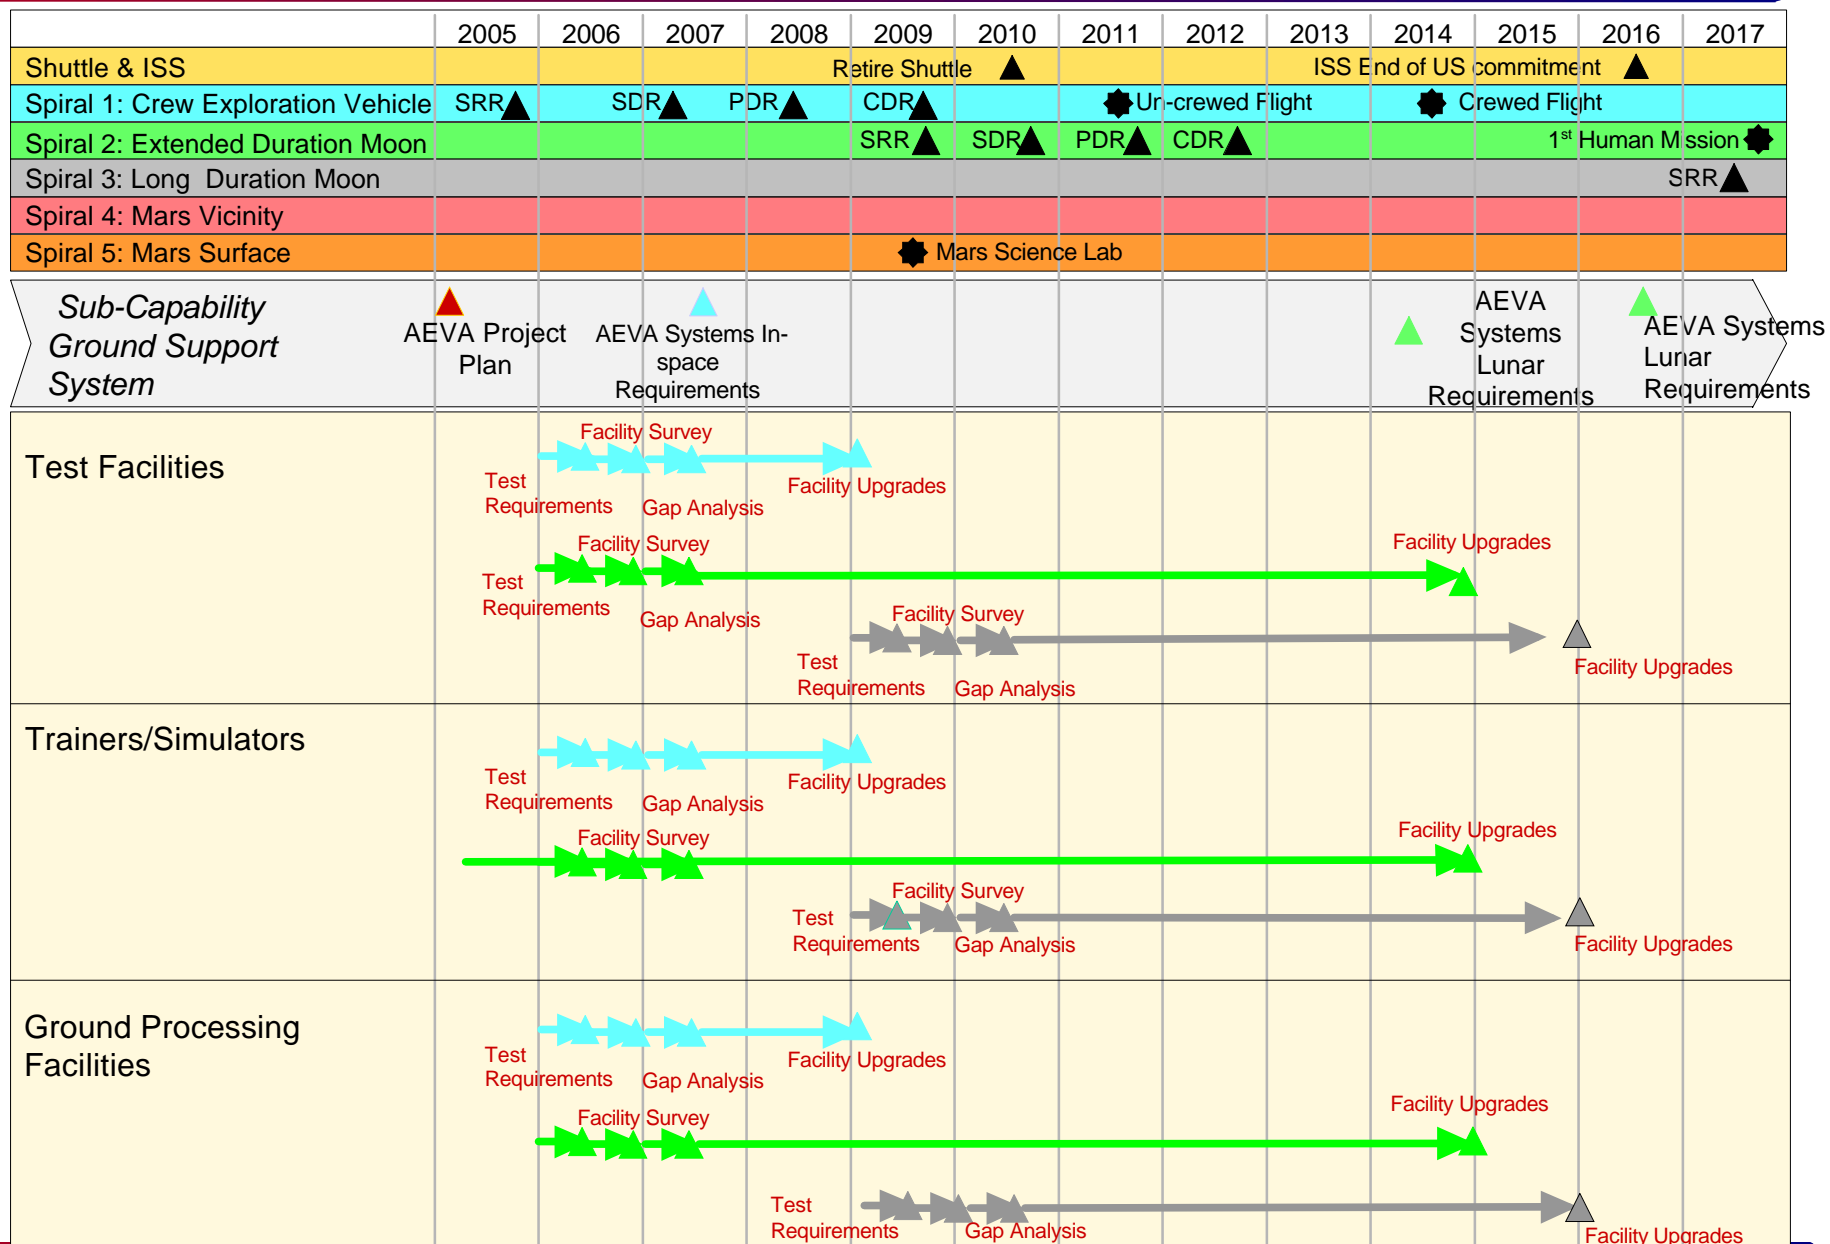 2005 2006 2007 2008 2009 2010 2011 2012 2013 2014 2015 2016 2017
Shuttle & ISS Retire Shuttle ISS End of US commitment
Spiral 1: Crew Exploration Vehicle SRR SDR PDR CDR Un-crewed Flight Crewed Flight
Spiral 2: Extended Duration Moon SRR SDR PDR CDR 1st Human Mission
Spiral 3: Long Duration Moon SRR
Spiral 4: Mars Vicinity
Spiral 5: Mars Surface Mars Science Lab
Sub-Capability
Ground Support
System
AEVA Project
Plan
AEVA Systems In-
space
Requirements
AEVA
Systems
Lunar
Requirements
AEVA Systems
Lunar
Requirements
Test Facilities
Facility Survey
Test
Requirements
Gap Analysis
Facility Upgrades
Facility Survey
Test
Requirements
Gap Analysis
Facility Upgrades
Facility Survey
Test
Requirements
Gap Analysis
Facility Upgrades
Trainers/Simulators
Test
Requirements
Gap Analysis
Facility Upgrades
Facility Survey
Facility Upgrades
Facility Survey
Test
Requirements
Gap Analysis
Facility Upgrades
Ground Processing
Facilities
Test
Requirements
Gap Analysis
Facility Upgrades
Facility Survey
Facility Upgrades
Test
Requirements
Gap Analysis
Facility Upgrades